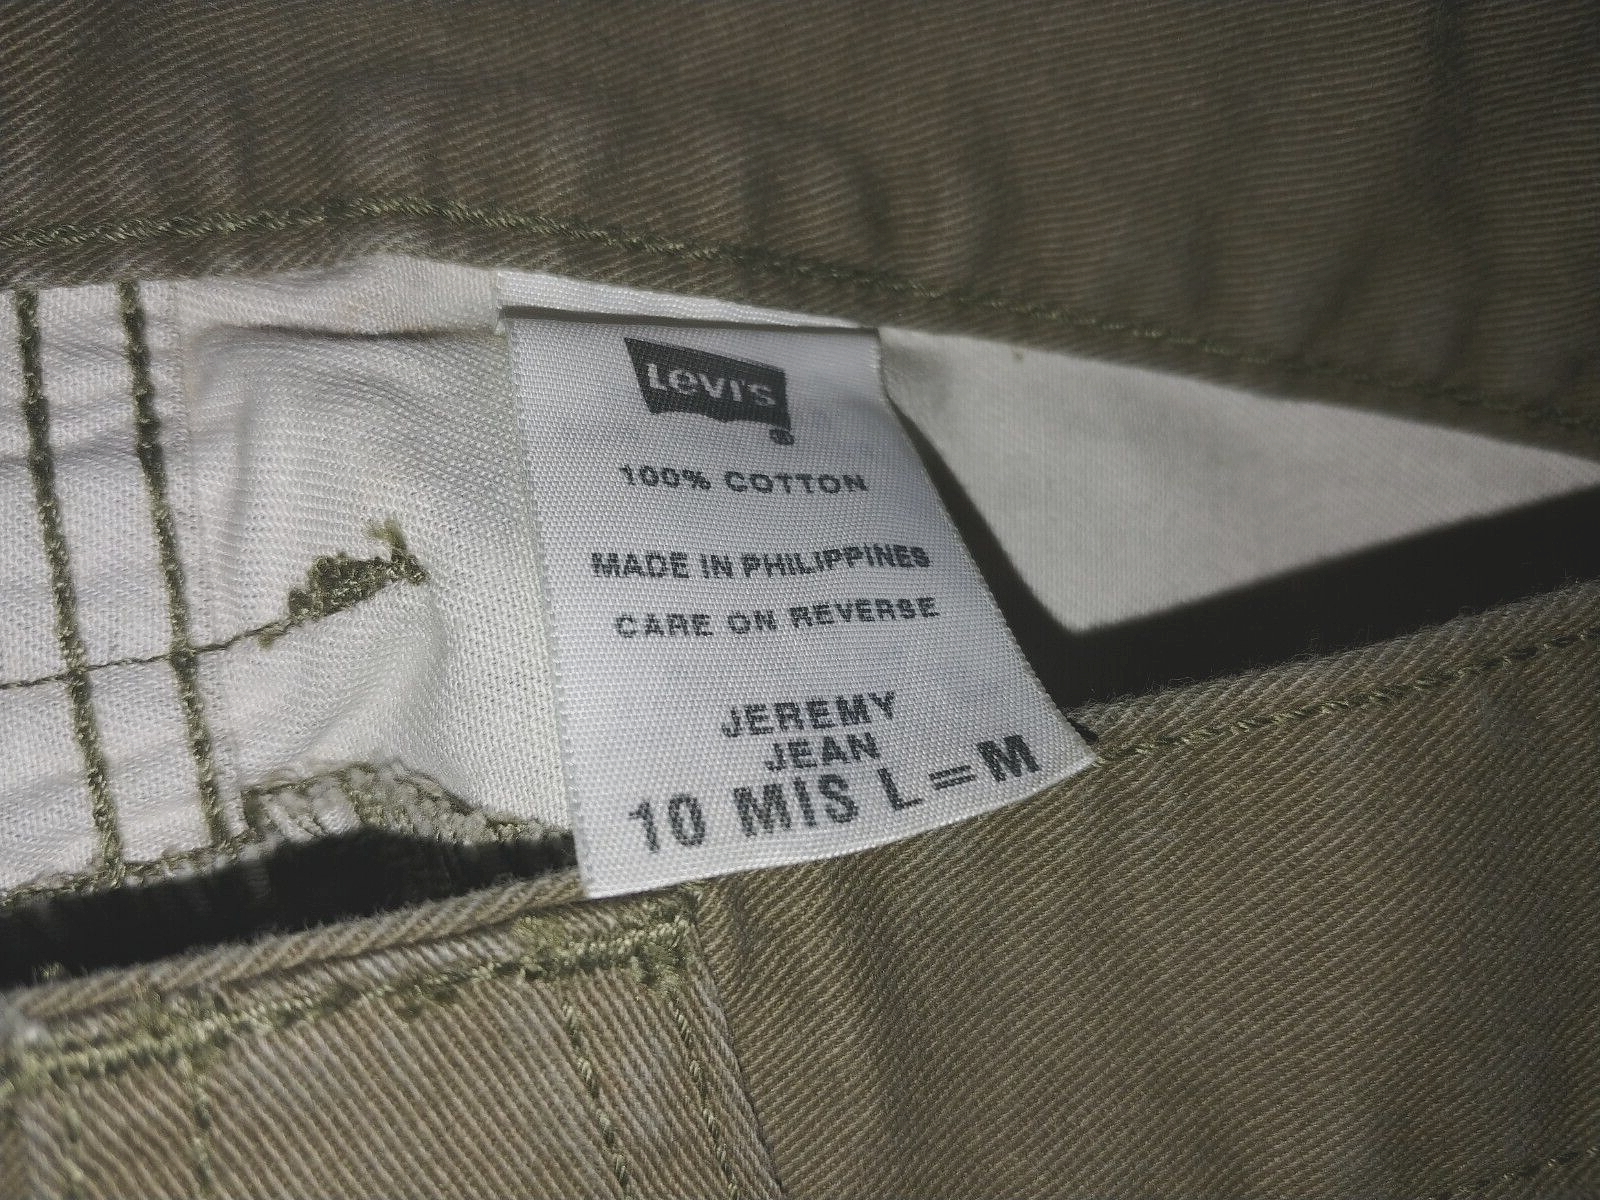 Levi's
®
100% COTTON
MADE IN PHILIPPINES
CARE ON REVERSE
JEREMY
JEAN
10 MIS L=M